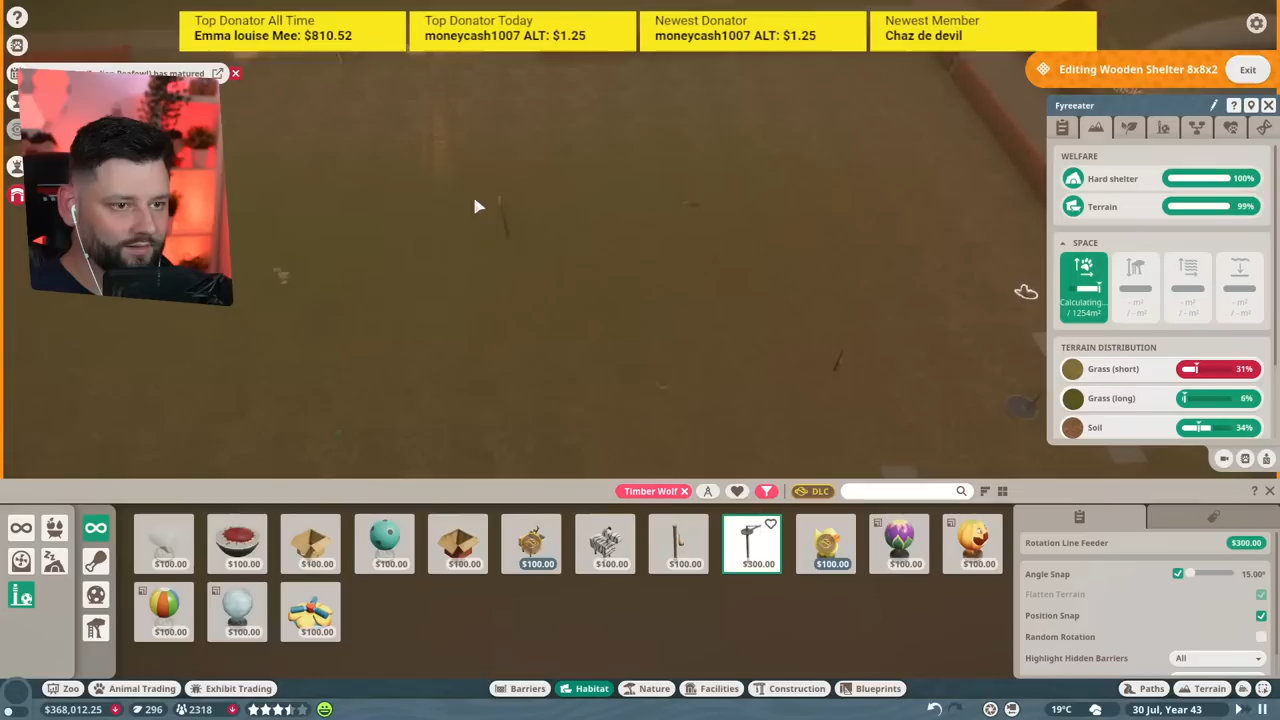 Top Donator All Time
Emma louise Mee: $810.52
Top Donator Today
moneycash1007 ALT: $1.25
Newest Donator
moneycash1007 ALT: $1.25
Newest Member
Chaz de devil
has matured
Editing Wooden Shelter 8x8x2
Exit
Fyreeater
WELFARE
Hard shelter 100%
Terrain 99%
SPACE
Calculating...
/ 1254m²
- m²
/ - m²
- m²
/ - m²
- m²
/ - m²
TERRAIN DISTRIBUTION
Grass (short) 31%
Grass (long) 6%
Soil 34%
Timber Wolf
DLC
$100.00
$100.00
$100.00
$100.00
$100.00
$100.00
$100.00
$100.00
$300.00
$100.00
$100.00
$100.00
$100.00
$100.00
$100.00
Rotation Line Feeder $300.00
Angle Snap 15.00°
Flatten Terrain
Position Snap
Random Rotation
Highlight Hidden Barriers All
Zoo
Animal Trading
Exhibit Trading
Barriers
Habitat
Nature
Facilities
Construction
Blueprints
Paths
Terrain
$368,012.25
296
2318
19°C
30 Jul, Year 43